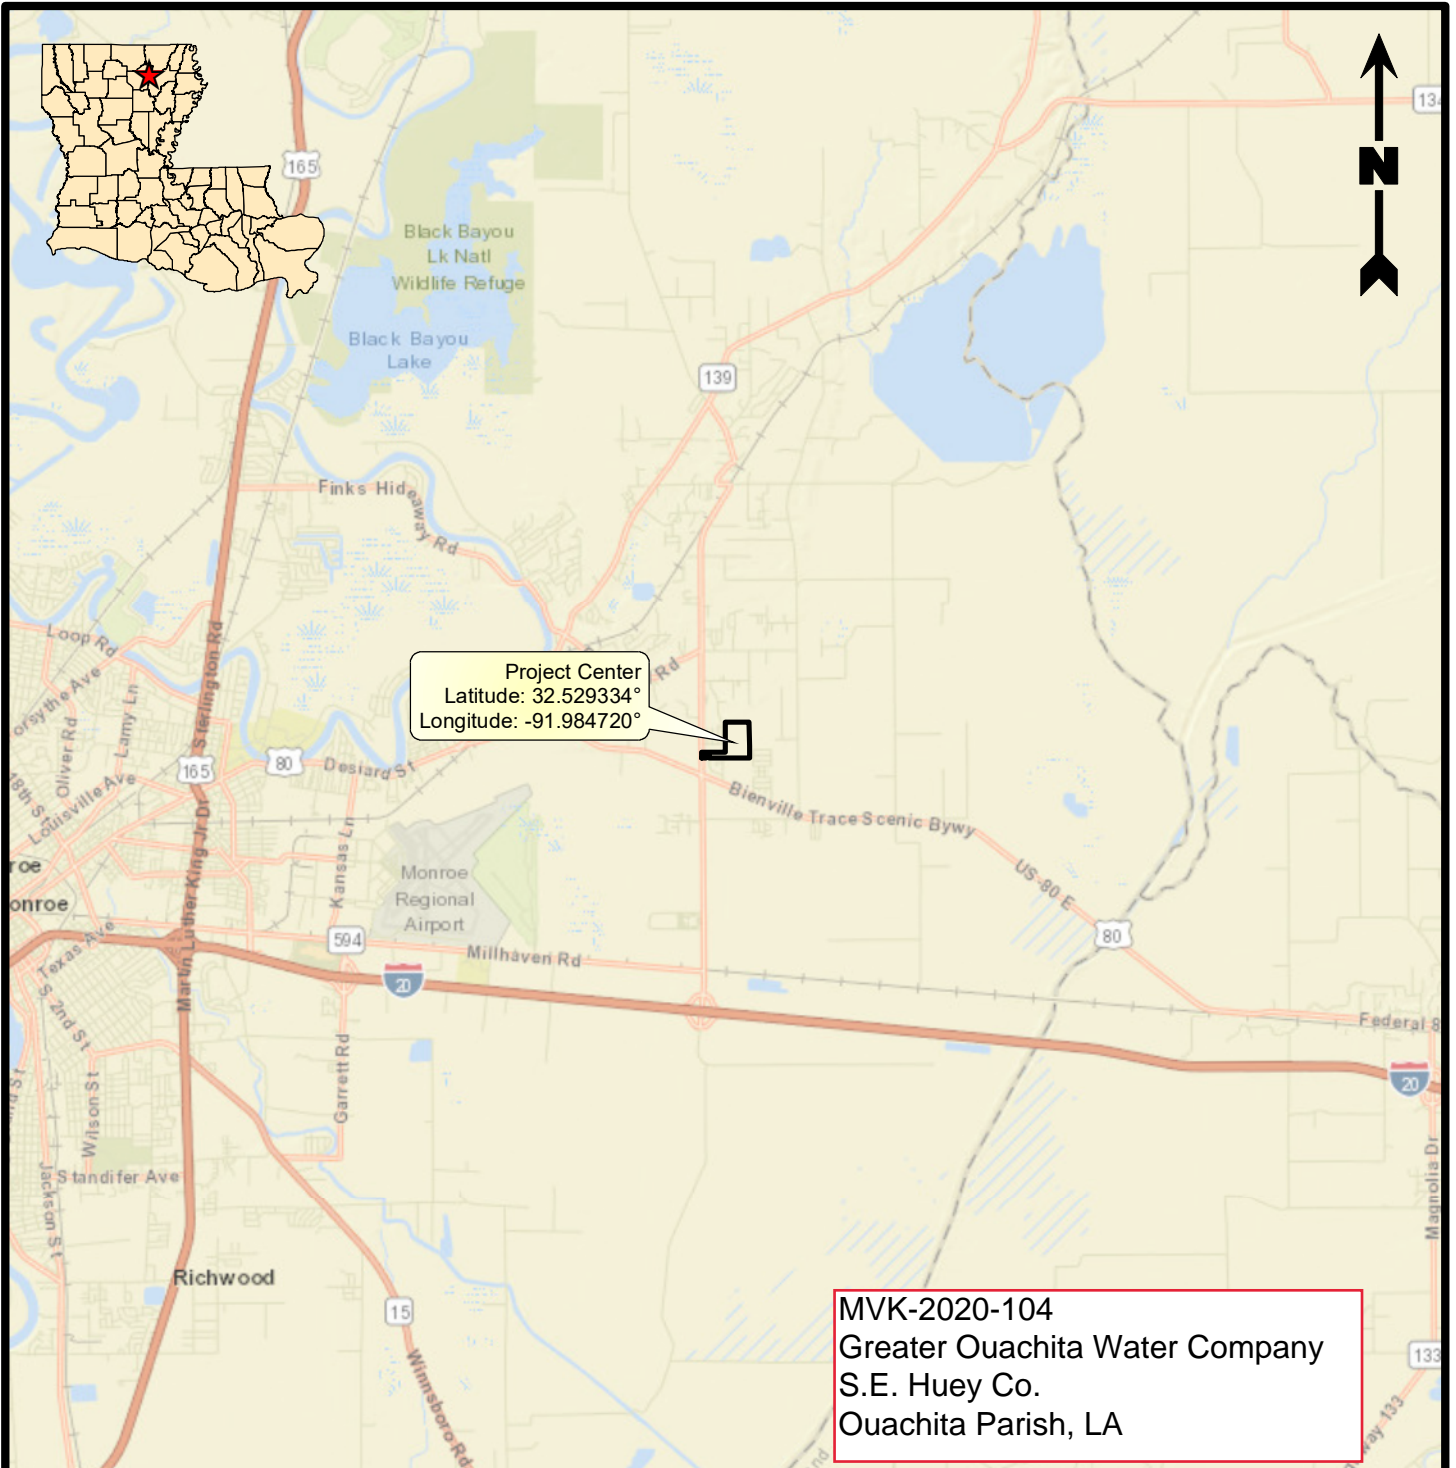 134
N
165
Black Bayou
Lk Natl
Wildlife Refuge
Black Bayou
Lake
139
Finks Hideaway Rd
Loop Rd
Sterlington Rd
Project Center
Latitude: 32.529334°
Longitude: -91.984720°
Rd
orsythe Ave
Oliver Rd
Lamy Ln
165
80
Desiard St
18th St
Louisville Ave
Bienville Trace Scenic Bywy
Kansas Ln
Monroe
Regional
Airport
US-80 E
roe
onroe
Martin Luther King Jr Dr
594
Millhaven Rd
80
Texas Ave
20
S 2nd St
Federal 8
20
Garrett Rd
Wilson St
Standifer Ave
Jackson St
Magnolia Dr
Richwood
15
Winnsboro Rd
MVK-2020-104
Greater Ouachita Water Company
S.E. Huey Co.
Ouachita Parish, LA
133
way 133